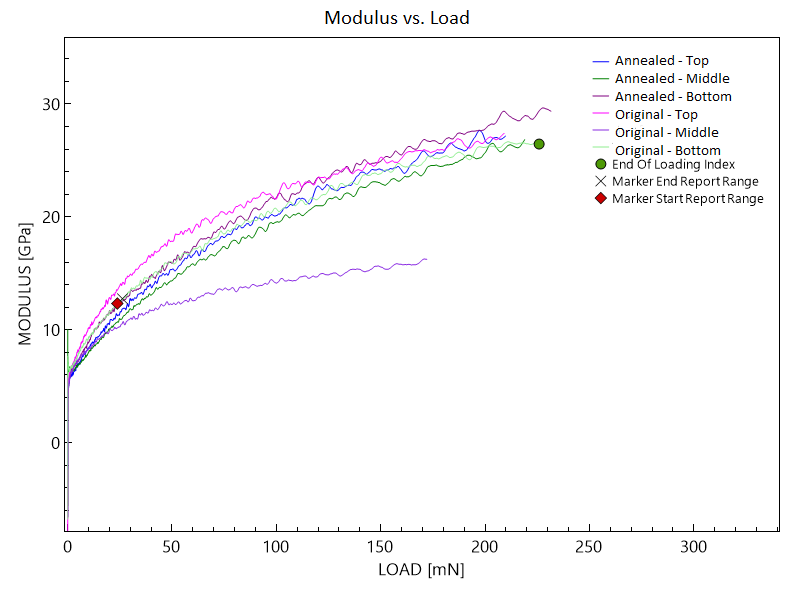 Modulus vs. Load
Annealed - Top
Annealed - Middle
Annealed - Bottom
Original - Top
Original - Middle
Original - Bottom
End Of Loading Index
Marker End Report Range
Marker Start Report Range
MODULUS [GPa]
30
20
10
0
0 50 100 150 200 250 300
LOAD [mN]